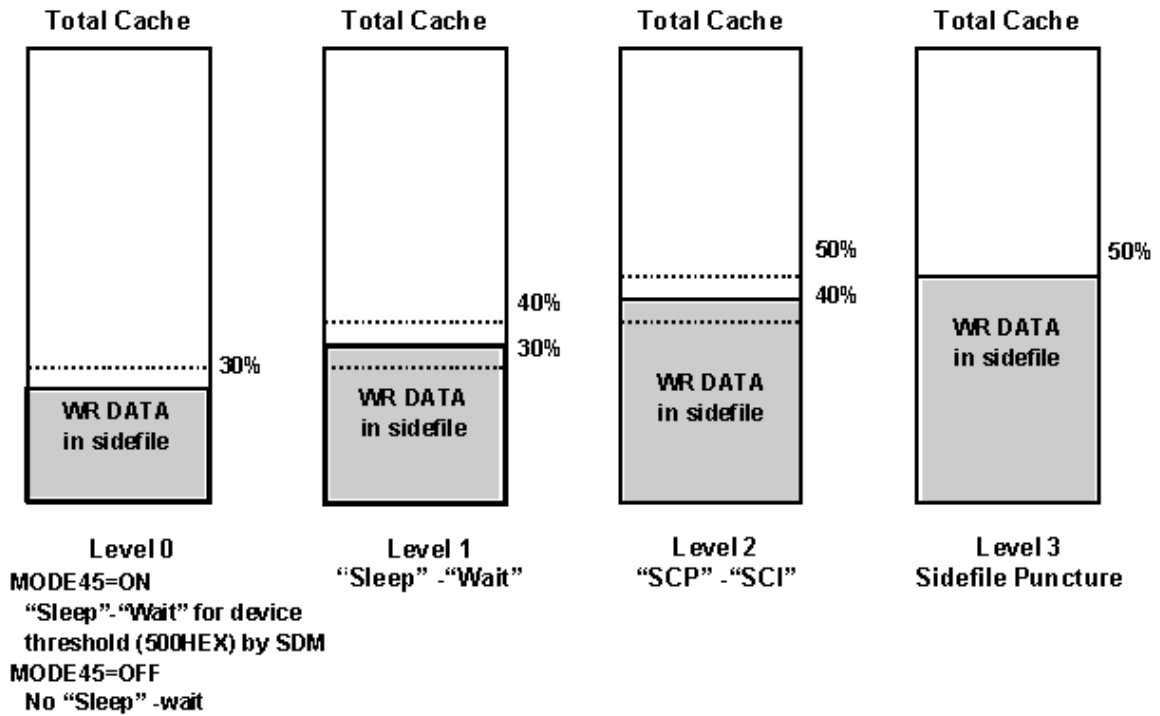 Total Cache
30%
WR DATA
in sidefile
Level 0
MODE45=ON
“Sleep”-“Wait” for device
threshold (500HEX) by SDM
MODE45=OFF
No “Sleep” -wait
Total Cache
40%
30%
WR DATA
in sidefile
Level 1
“Sleep” -“Wait”
Total Cache
50%
40%
WR DATA
in sidefile
Level 2
“SCP” -“SCI”
Total Cache
50%
WR DATA
in sidefile
Level 3
Sidefile Puncture